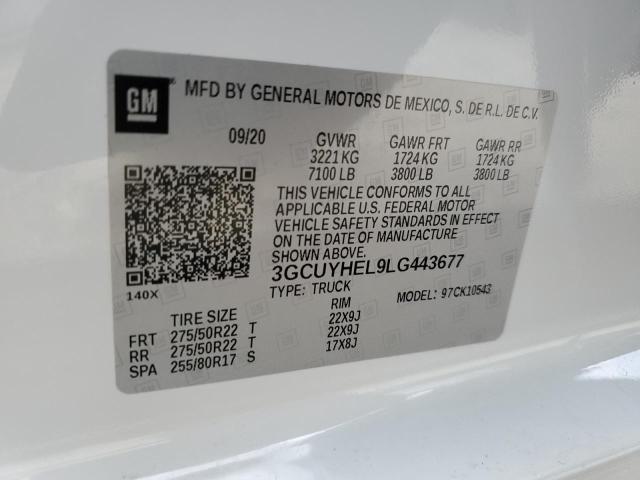 GM
MFD BY GENERAL MOTORS DE MEXICO, S. DE R.L. DE C.V.
09/20 GVWR GAWR FRT GAWR RR
3221 KG 1724 KG 1724 KG
7100 LB 3800 LB 3800 LB
THIS VEHICLE CONFORMS TO ALL
APPLICABLE U.S. FEDERAL MOTOR
VEHICLE SAFETY STANDARDS IN EFFECT
ON THE DATE OF MANUFACTURE
SHOWN ABOVE.
3GCUYHEL9LG443677
140X
TYPE: TRUCK MODEL: 97CK10543
TIRE SIZE RIM
FRT 275/50R22 T 22X9J
RR 275/50R22 T 22X9J
SPA 255/80R17 S 17X8J